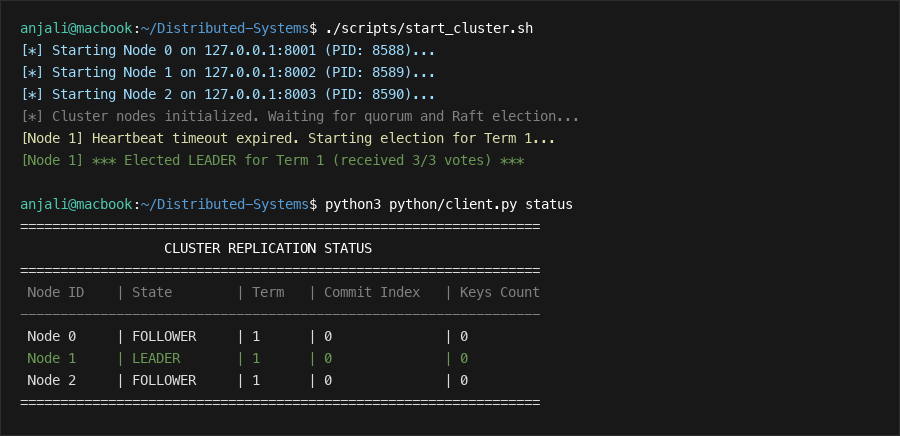 anjali@macbook:~/Distributed-Systems$ ./scripts/start_cluster.sh
[*] Starting Node 0 on 127.0.0.1:8001 (PID: 8588)...
[*] Starting Node 1 on 127.0.0.1:8002 (PID: 8589)...
[*] Starting Node 2 on 127.0.0.1:8003 (PID: 8590)...
[*] Cluster nodes initialized. Waiting for quorum and Raft election...
[Node 1] Heartbeat timeout expired. Starting election for Term 1...
[Node 1] *** Elected LEADER for Term 1 (received 3/3 votes) ***
anjali@macbook:~/Distributed-Systems$ python3 python/client.py status
=================================================================
CLUSTER REPLICATION STATUS
=================================================================
Node ID    | State        | Term   | Commit Index   | Keys Count
-----------------------------------------------------------------
Node 0     | FOLLOWER     | 1      | 0              | 0
Node 1     | LEADER       | 1      | 0              | 0
Node 2     | FOLLOWER     | 1      | 0              | 0
=================================================================